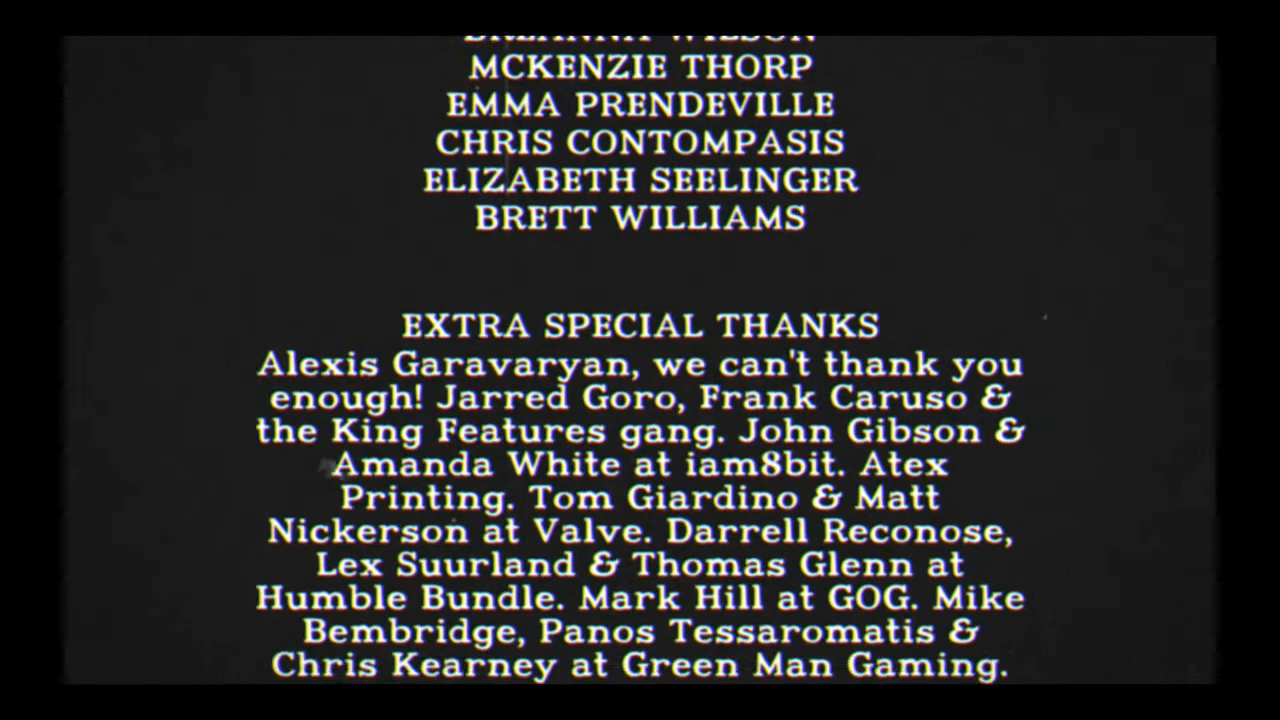 MCKENZIE THORP
EMMA PRENDEVILLE
CHRIS CONTOMPASIS
ELIZABETH SEELINGER
BRETT WILLIAMS
EXTRA SPECIAL THANKS
Alexis Garavaryan, we can't thank you
enough! Jarred Goro, Frank Caruso &
the King Features gang. John Gibson &
Amanda White at iam8bit. Atex
Printing. Tom Giardino & Matt
Nickerson at Valve. Darrell Reconose,
Lex Suurland & Thomas Glenn at
Humble Bundle. Mark Hill at GOG. Mike
Bembridge, Panos Tessaromatis &
Chris Kearney at Green Man Gaming.